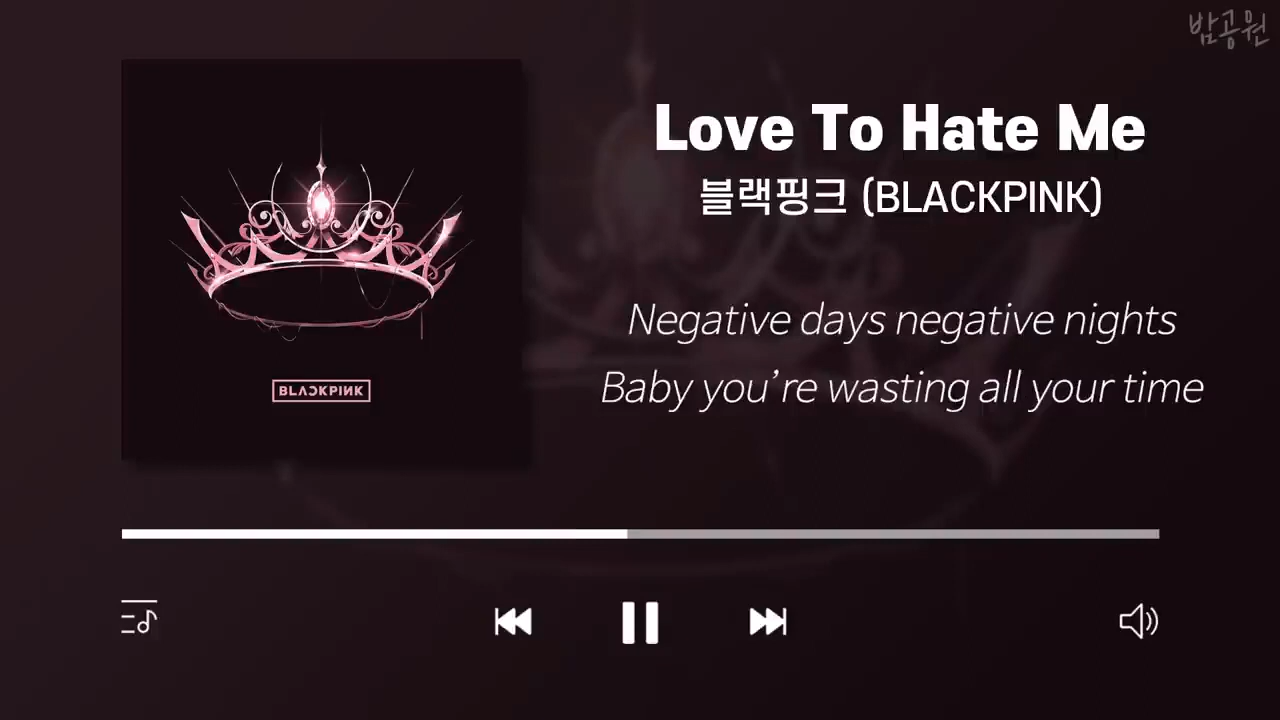 밤공원
Love To Hate Me
블랙핑크 (BLACKPINK)
Negative days negative nights
Baby you’re wasting all your time
BLACKPINK